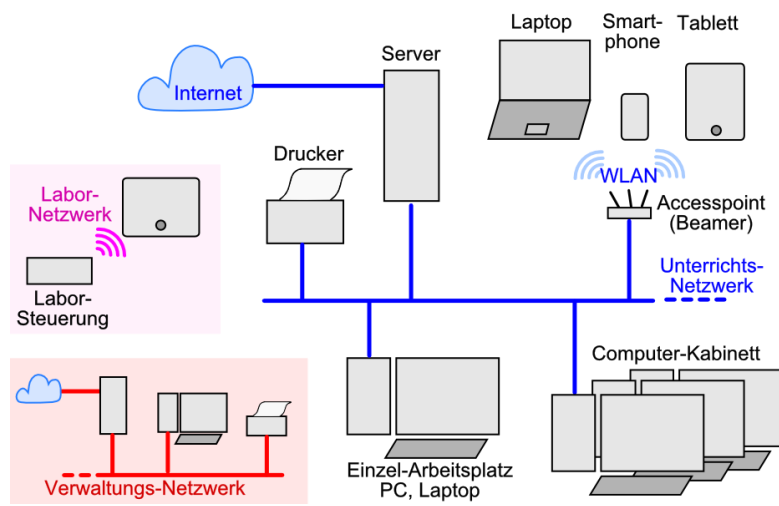 Laptop
Smart-
phone
Tablett
Server
Internet
Drucker
WLAN
Accesspoint
(Beamer)
Labor-
Netzwerk
Labor-
Steuerung
Unterrichts-
Netzwerk
Computer-Kabinett
Einzel-Arbeitsplatz
PC, Laptop
Verwaltungs-Netzwerk